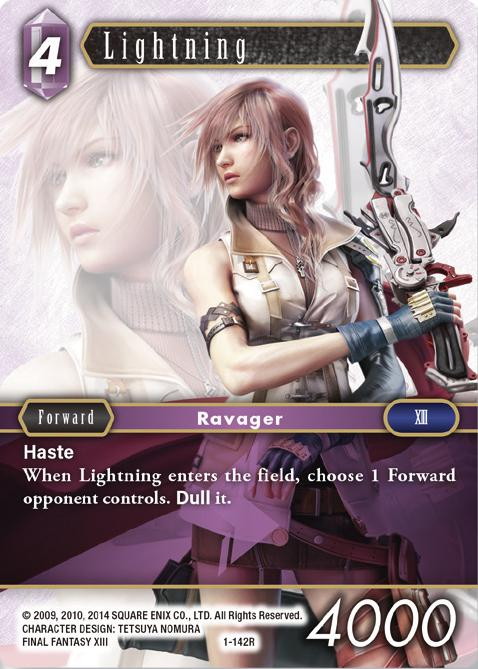 4
Lightning
Forward
Ravager
XIII
Haste
When Lightning enters the field, choose 1 Forward
opponent controls. Dull it.
© 2009, 2010, 2014 SQUARE ENIX CO., LTD. All Rights Reserved.
CHARACTER DESIGN: TETSUYA NOMURA
FINAL FANTASY XIII
1-142R
4000